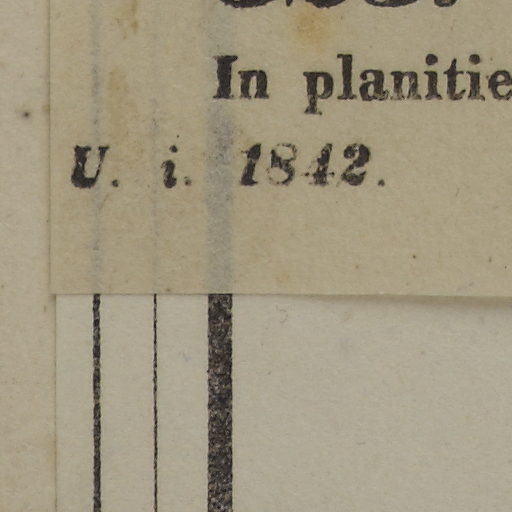 In planitie
U. i. 1842.